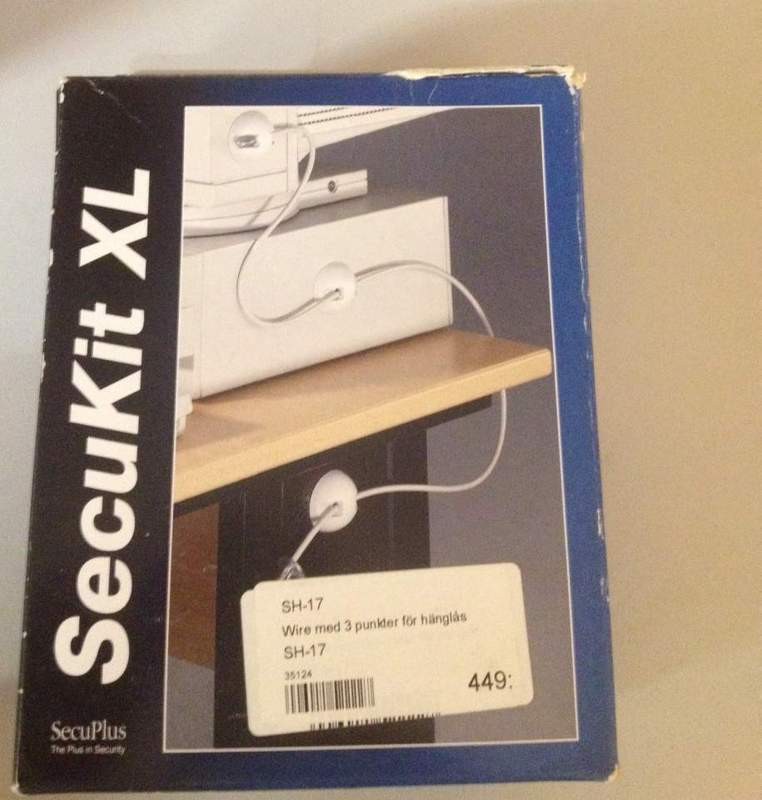 SecuKit XL
SH-17
Wire med 3 punkter för hänglås
SH-17
35124
449:
SecuPlus
The Plus in Security